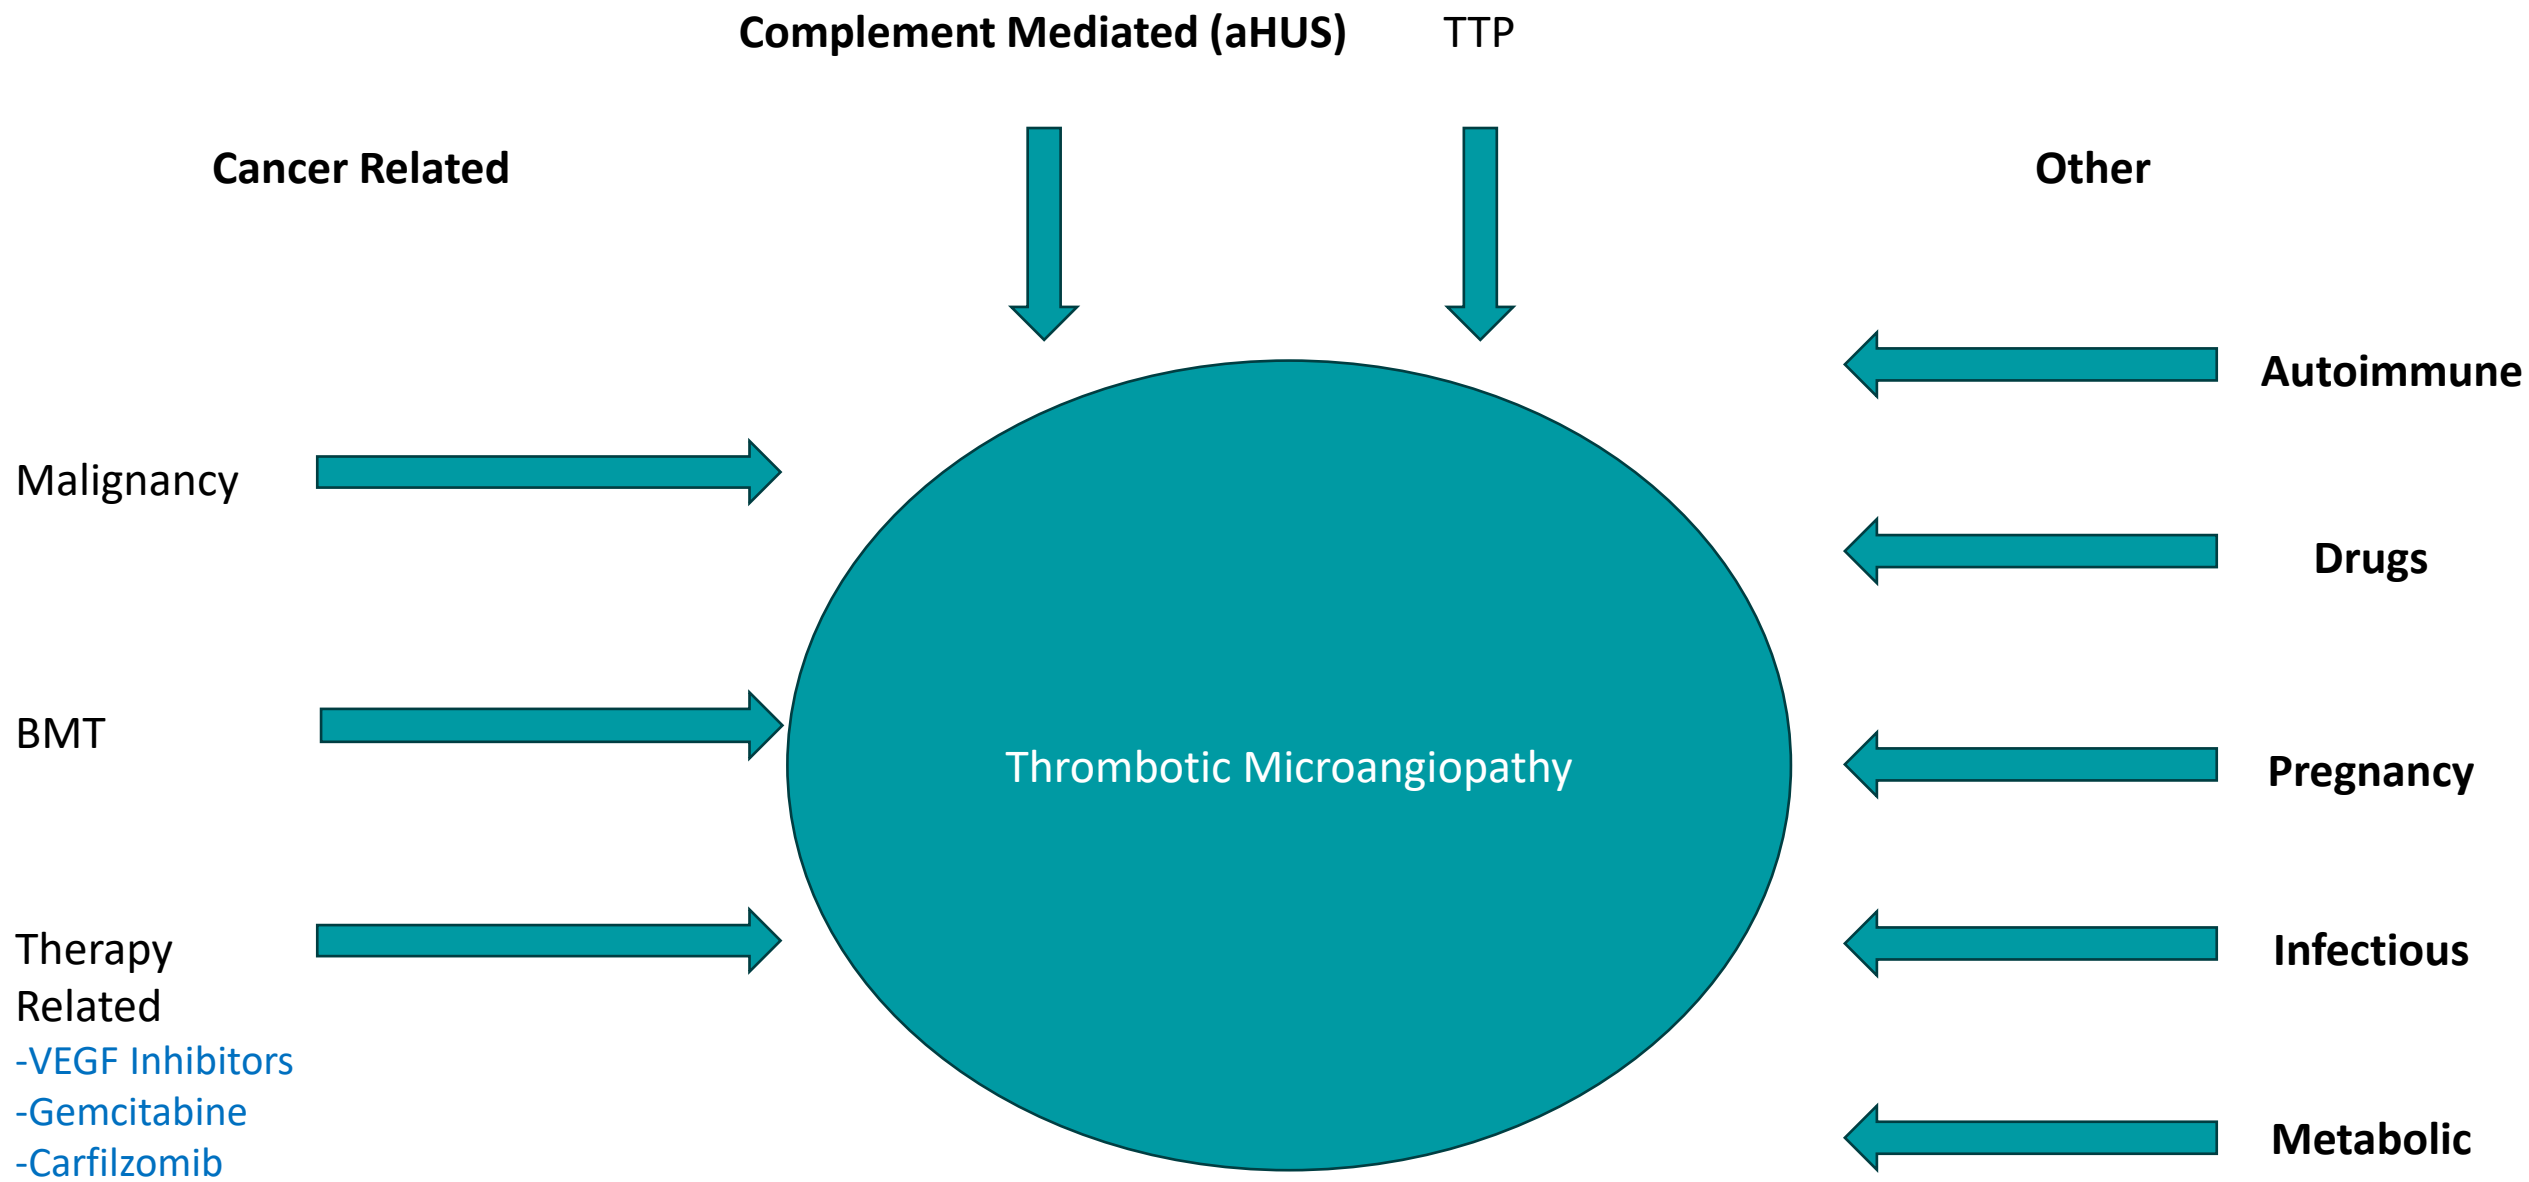 Complement Mediated (aHUS)
TTP
Cancer Related
Other
Autoimmune
Malignancy
Drugs
BMT
Thrombotic Microangiopathy
Pregnancy
Therapy
Related
-VEGF Inhibitors
-Gemcitabine
-Carfilzomib
Infectious
Metabolic